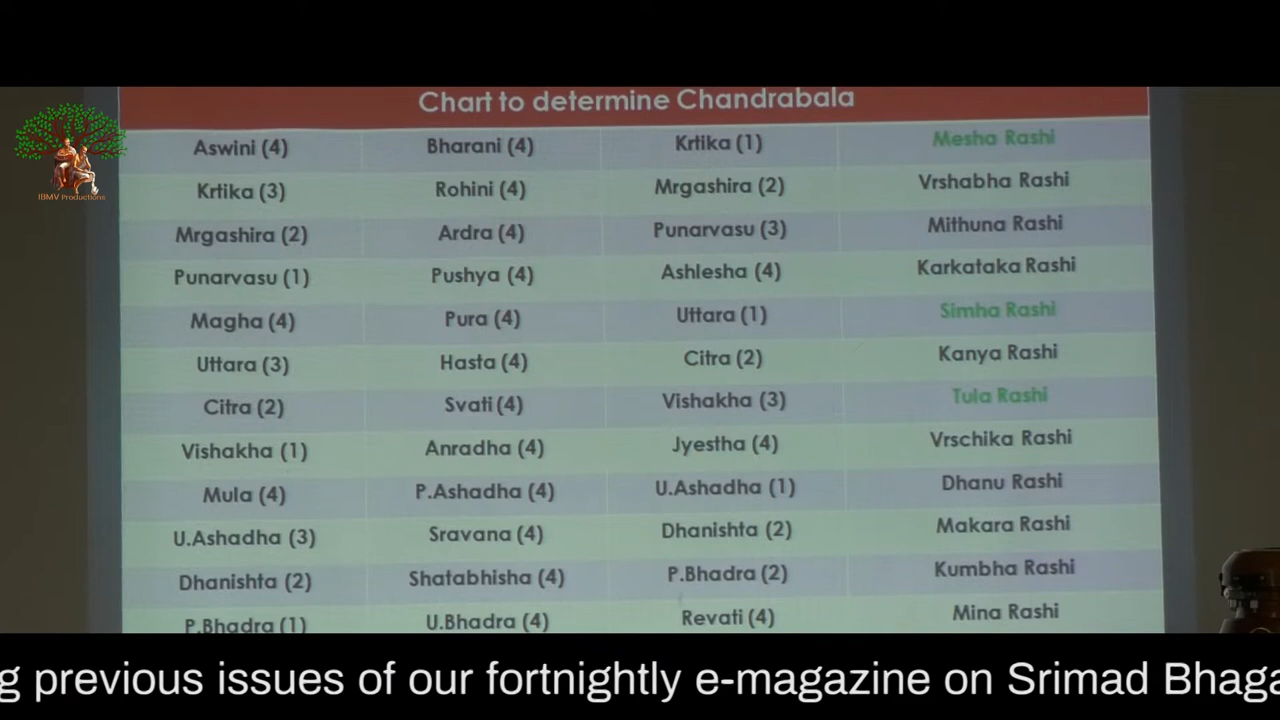 Chart to determine Chandrabala
Aswini (4) Bharani (4) Krtika (1) Mesha Rashi
Krtika (3) Rohini (4) Mrgashira (2) Vrshabha Rashi
Mrgashira (2) Ardra (4) Punarvasu (3) Mithuna Rashi
Punarvasu (1) Pushya (4) Ashlesha (4) Karkataka Rashi
Magha (4) Pura (4) Uttara (1) Simha Rashi
Uttara (3) Hasta (4) Citra (2) Kanya Rashi
Citra (2) Svati (4) Vishakha (3) Tula Rashi
Vishakha (1) Anradha (4) Jyestha (4) Vrschika Rashi
Mula (4) P.Ashadha (4) U.Ashadha (1) Dhanu Rashi
U.Ashadha (3) Sravana (4) Dhanishta (2) Makara Rashi
Dhanishta (2) Shatabhisha (4) P.Bhadra (2) Kumbha Rashi
P.Bhadra (1) U.Bhadra (4) Revati (4) Mina Rashi
IBMV Productions
g previous issues of our fortnightly e-magazine on Srimad Bhaga